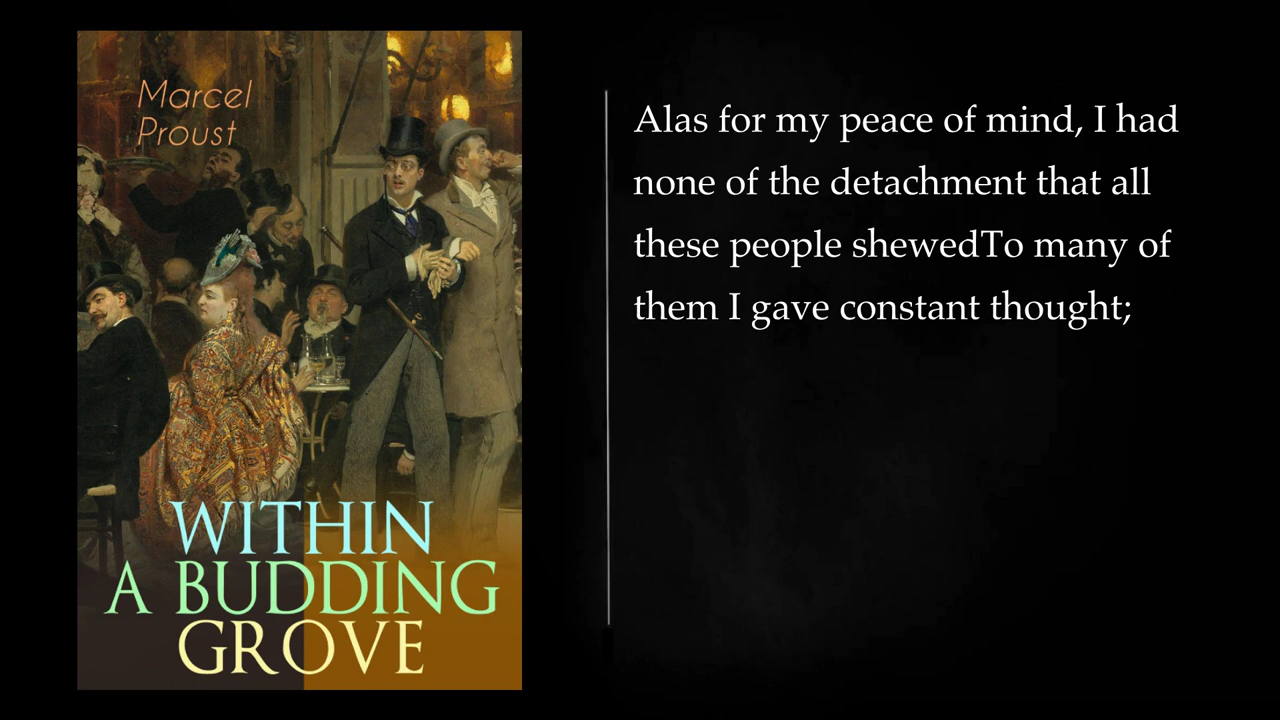 Marcel
Proust
WITHIN
A BUDDING
GROVE
Alas for my peace of mind, I had
none of the detachment that all
these people shewedTo many of
them I gave constant thought;